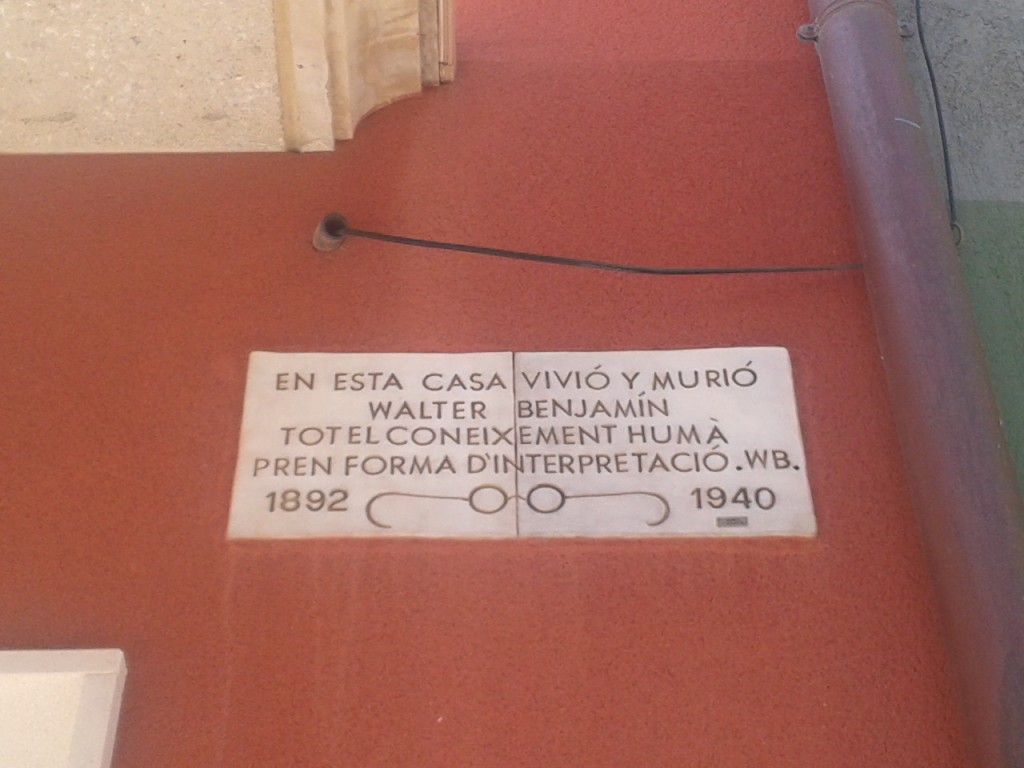 EN ESTA CASA VIVIÓ Y MURIÓ
WALTER BENJAMÍN
TOT EL CONEIXEMENT HUMÀ
PREN FORMA D'INTERPRETACIÓ. WB.
1892 1940